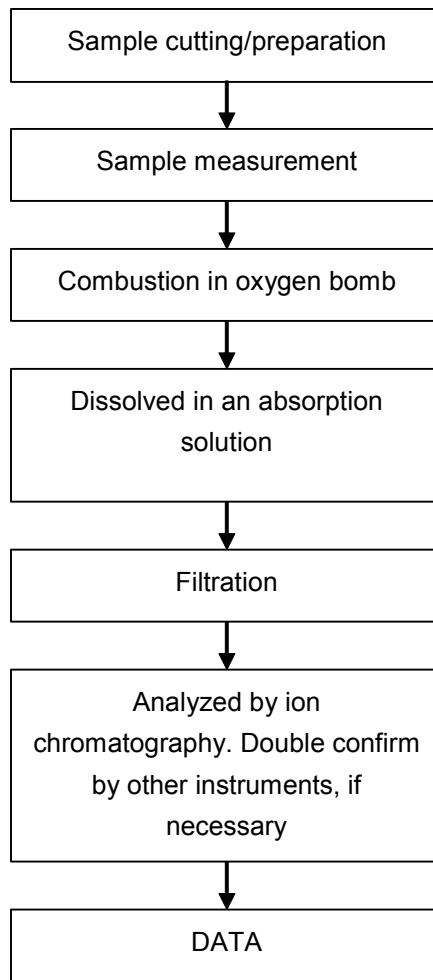 Sample cutting/preparation
Sample measurement
Combustion in oxygen bomb
Dissolved in an absorption
solution
Filtration
Analyzed by ion
chromatography. Double confirm
by other instruments, if
necessary
DATA